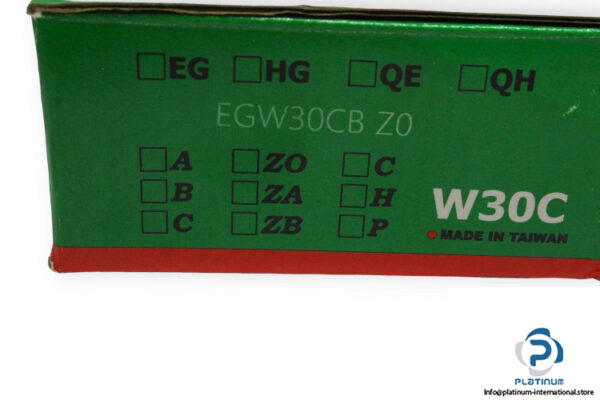 ☐EG ☐HG ☐QE ☐QH
EGW30CB Z0
☐A ☐ZO ☐C
☐B ☐ZA ☐H
☐C ☐ZB ☐P
W30C
MADE IN TAIWAN
PLATINUM
Info@platinum-international.store